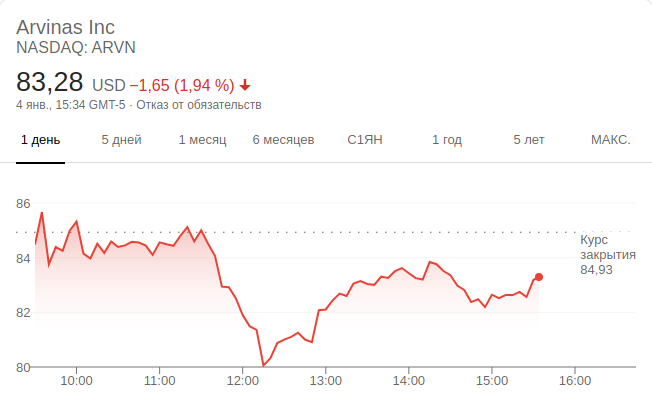 Arvinas Inc
NASDAQ: ARVN
83,28 USD −1,65 (1,94 %)
4 янв., 15:34 GMT-5 · Отказ от обязательств
1 день 5 дней 1 месяц 6 месяцев С1ЯН 1 год 5 лет МАКС.
86
Курс
закрытия
84,93
84
82
80
10:00 11:00 12:00 13:00 14:00 15:00 16:00